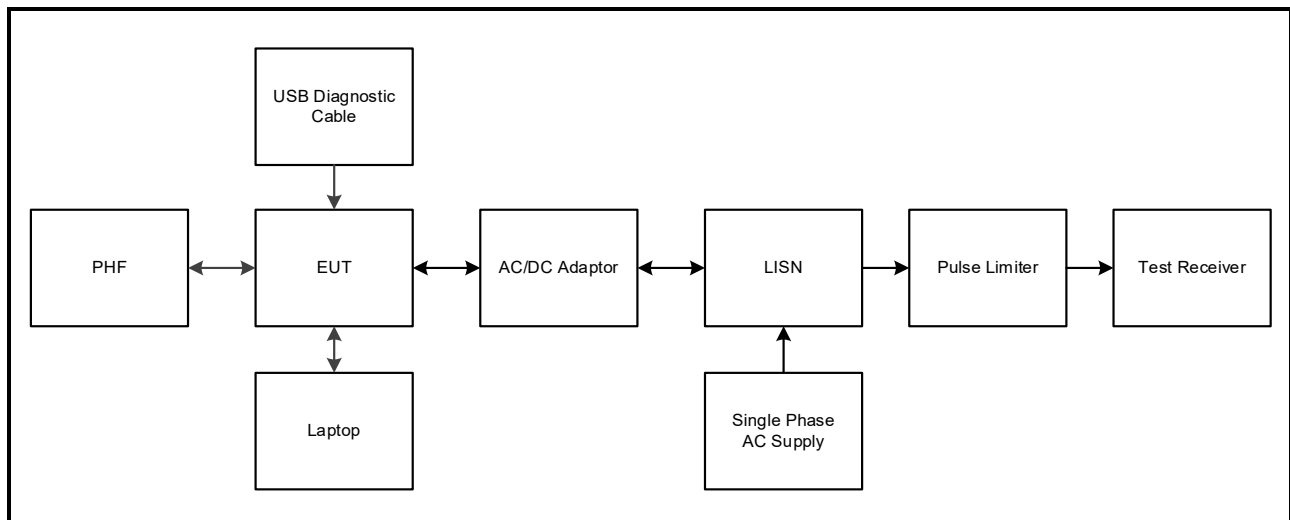 USB Diagnostic
Cable
PHF
EUT
AC/DC Adaptor
LISN
Pulse Limiter
Test Receiver
Laptop
Single Phase
AC Supply